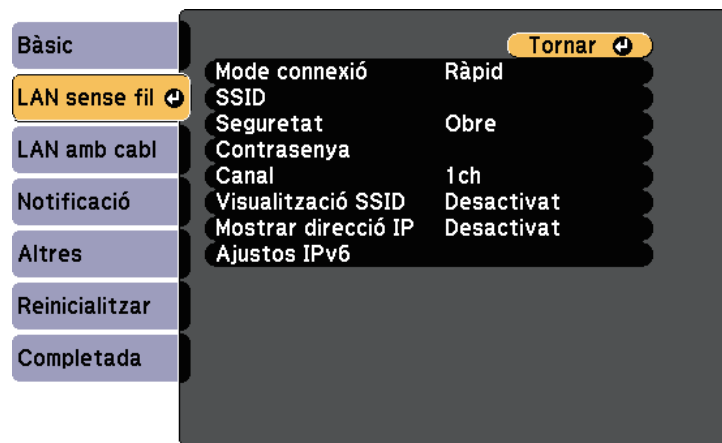 Bàsic
LAN sense fil
LAN amb cabl
Notificació
Altres
Reinicialitzar
Completada
Tornar
Mode connexió Ràpid
SSID
Seguretat Obre
Contrasenya
Canal 1ch
Visualització SSID Desactivat
Mostrar direcció IP Desactivat
Ajustos IPv6